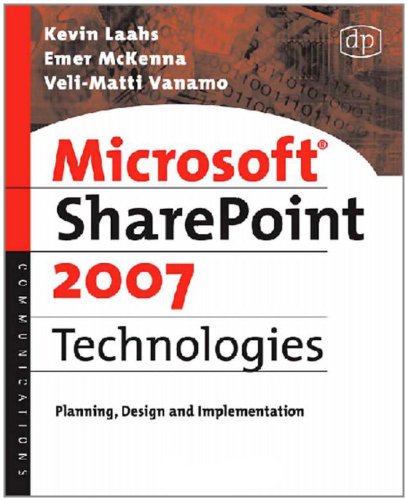 Kevin Laahs
Emer McKenna
Veli-Matti Vanamo
dp
Microsoft®
SharePoint
2007
Technologies
Planning, Design and Implementation
COMMUNICATIONS